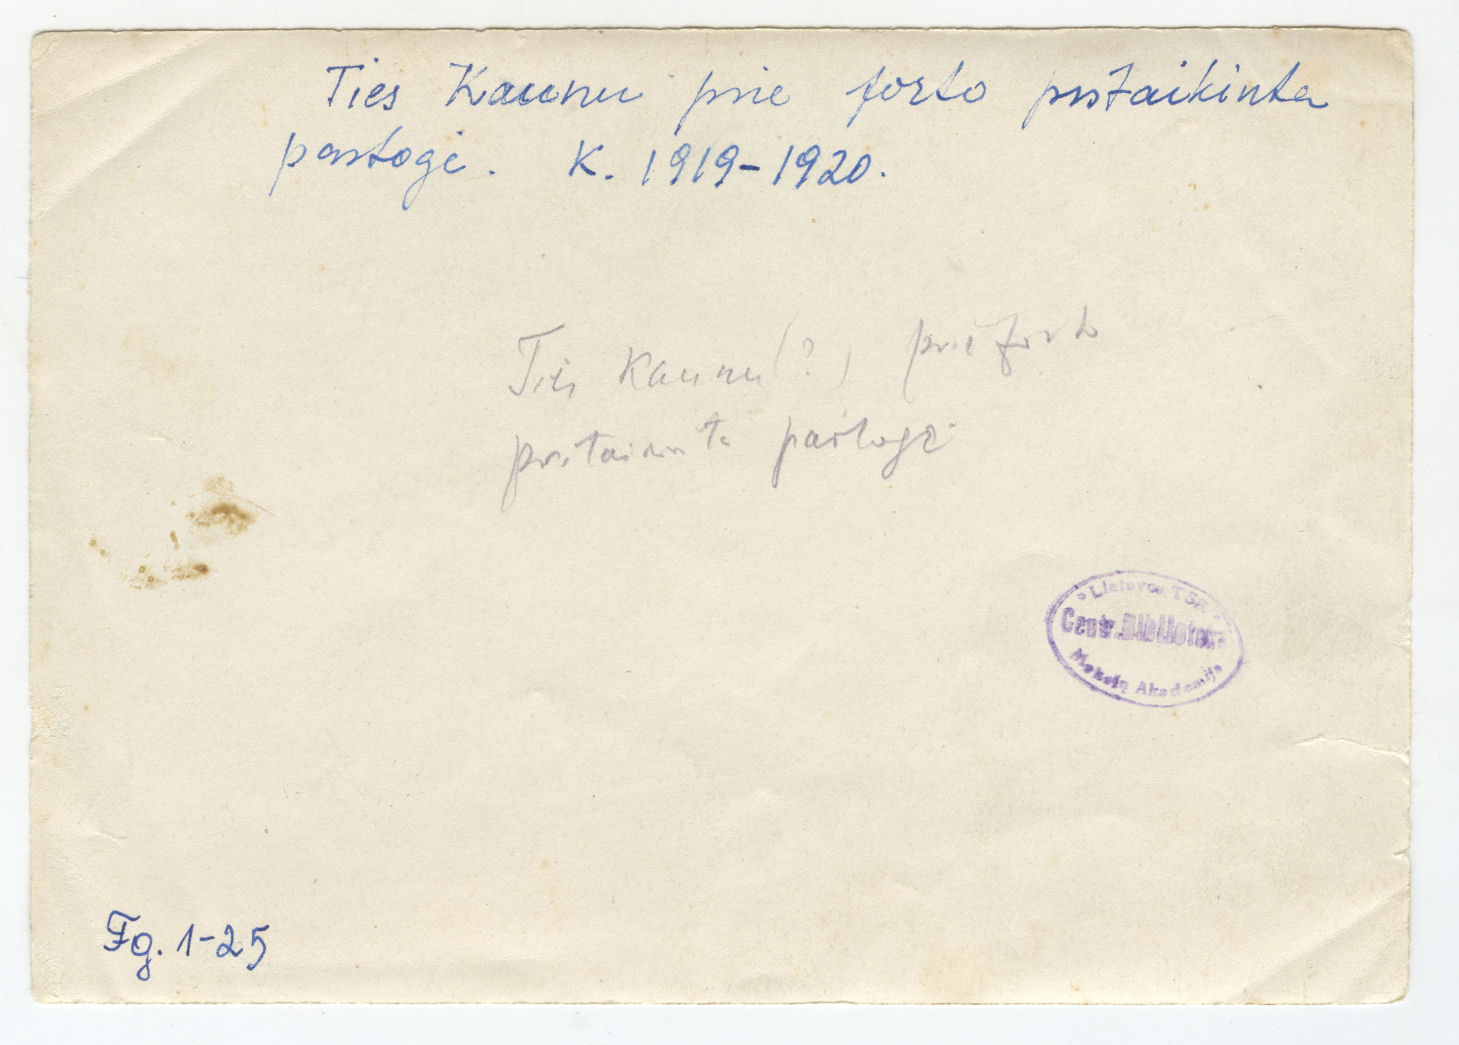 Ties Kaunu prie forto pritaikinta
pastogė. K. 1919-1920.
Ties Kaunu (?) prie forto
pritaikinta pastogė
Lietuvos TSR
Centr. Biblioteka
Mokslų Akademija
Fg. 1-25